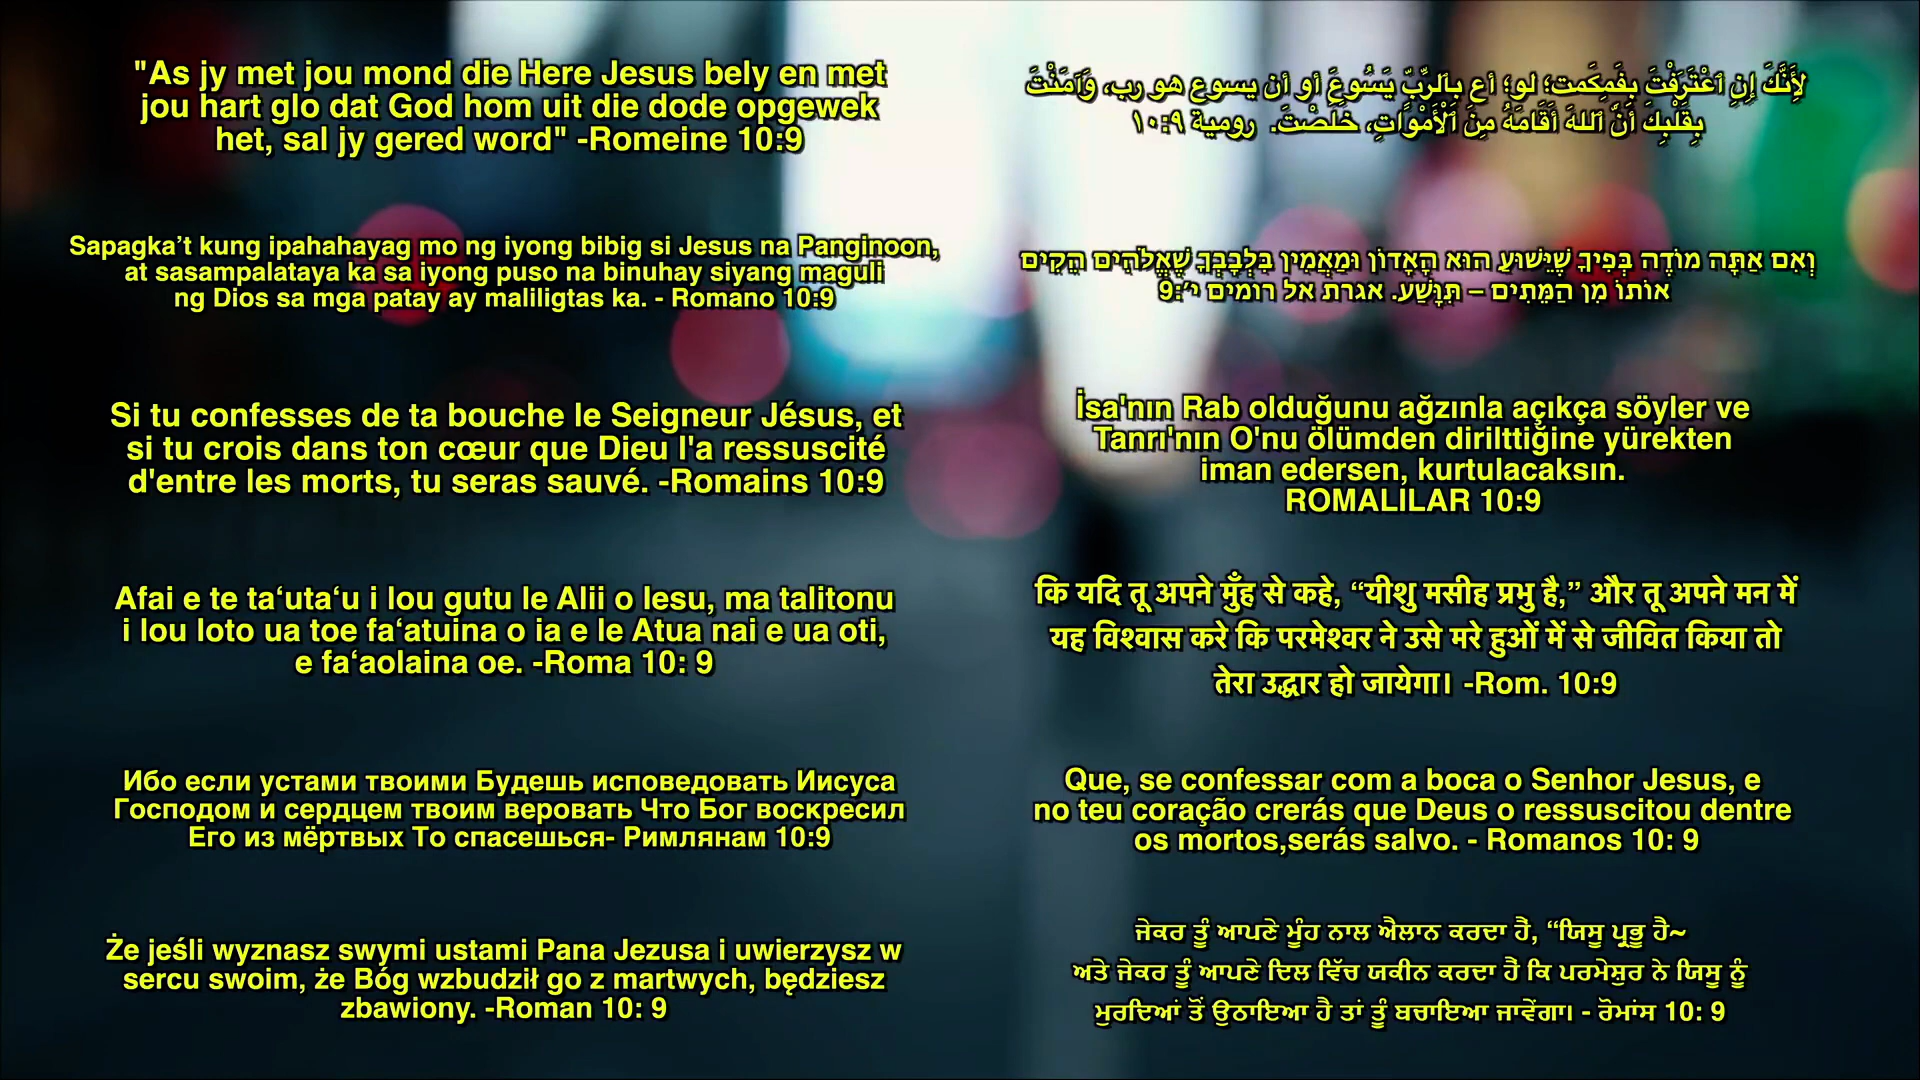 "As jy met jou mond die Here Jesus bely en met
jou hart glo dat God hom uit die dode opgewek
het, sal jy gered word" -Romeine 10:9
Sapagka’t kung ipahahayag mo ng iyong bibig si Jesus na Panginoon,
at sasampalataya ka sa iyong puso na binuhay siyang maguli
ng Dios sa mga patay ay maliligtas ka. - Romano 10:9
Si tu confesses de ta bouche le Seigneur Jésus, et
si tu crois dans ton cœur que Dieu l'a ressuscité
d'entre les morts, tu seras sauvé. -Romains 10:9
Afai e te ta‘uta‘u i lou gutu le Alii o Iesu, ma talitonu
i lou loto ua toe fa‘atuina o ia e le Atua nai e ua oti,
e fa‘aolaina oe. -Roma 10: 9
Ибо если устами твоими Будешь исповедовать Иисуса
Господом и сердцем твоим веровать Что Бог воскресил
Его из мёртвых То спасешься- Римлянам 10:9
Że jeśli wyznasz swymi ustami Pana Jezusa i uwierzysz w
sercu swoim, że Bóg wzbudził go z martwych, będziesz
zbawiony. -Roman 10: 9
لِأَنَّكَ إِنِ ٱعْتَرَفْتَ بِفَمِكَمت؛ لو؛ أع بِٱلرَّبِّ يَسُوعَ أو أن يسوع هو رب، وَآمَنْتَ
بِقَلْبِكَ أَنَّ ٱللهَ أَقَامَهُ مِنَ ٱلْأَمْوَاتِ، خَلَصْتَ. رومية ١٠:٩
וְאִם אַתָּה מוֹדֶה בְּפִיךָ שֶׁיֵּשׁוּעַ הוּא הָאָדוֹן וּמַאֲמִין בִּלְבָבְךָ שֶׁאֱלֹהִים הֵקִים
אוֹתוֹ מִן הַמֵּתִים – תִּוָּשַׁע. אגרת אל רומים י׳:9
İsa'nın Rab olduğunu ağzınla açıkça söyler ve
Tanrı'nın O'nu ölümden dirilttiğine yürekten
iman edersen, kurtulacaksın.
ROMALILAR 10:9
कि यदि तू अपने मुँह से कहे, “यीशु मसीह प्रभु है,” और तू अपने मन में
यह विश्वास करे कि परमेश्वर ने उसे मरे हुओं में से जीवित किया तो
तेरा उद्धार हो जायेगा। -Rom. 10:9
Que, se confessar com a boca o Senhor Jesus, e
no teu coração crerás que Deus o ressuscitou dentre
os mortos,serás salvo. - Romanos 10: 9
ਜੇਕਰ ਤੂੰ ਆਪਣੇ ਮੂੰਹ ਨਾਲ ਐਲਾਨ ਕਰਦਾ ਹੈਂ, “ਯਿਸੂ ਪ੍ਰਭੂ ਹੈ~
ਅਤੇ ਜੇਕਰ ਤੂੰ ਆਪਣੇ ਦਿਲ ਵਿੱਚ ਯਕੀਨ ਕਰਦਾ ਹੈਂ ਕਿ ਪਰਮੇਸ਼ੁਰ ਨੇ ਯਿਸੂ ਨੂੰ
ਮੁਰਦਿਆਂ ਤੋਂ ਉਠਾਇਆ ਹੈ ਤਾਂ ਤੂੰ ਬਚਾਇਆ ਜਾਵੇਂਗਾ। - ਰੋਮਾਂਸ 10: 9